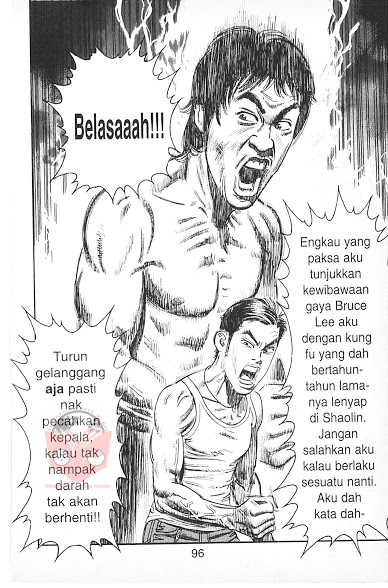 Belasaaah!!!
Engkau yang
paksa aku
tunjukkan
kewibawaan
gaya Bruce
Lee aku
dengan kung
fu yang dah
bertahun-
tahun lama-
nya lenyap
di Shaolin.
Jangan
salahkan aku
kalau berlaku
sesuatu nanti.
Aku dah
kata dah-
Turun
gelanggang
aja pasti
nak
pecahkan
kepala,
kalau tak
nampak
darah
tak akan
berhenti!!
96